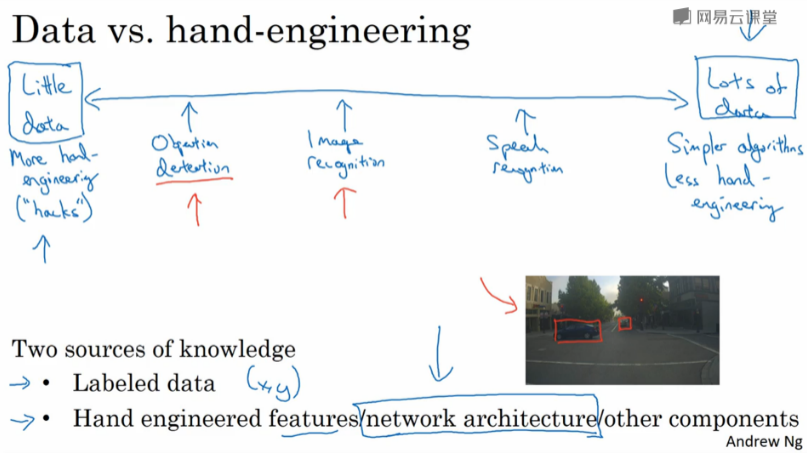 网易云课堂
Data vs. hand-engineering
Little
data
Lots of
data
Objection
detection
Image
recognition
Speech
recognition
More hand-
engineering
("hacks")
Simpler algorithms
Less hand-
engineering
Two sources of knowledge
→ • Labeled data (x,y)
→ • Hand engineered features/network architecture/other components
Andrew Ng